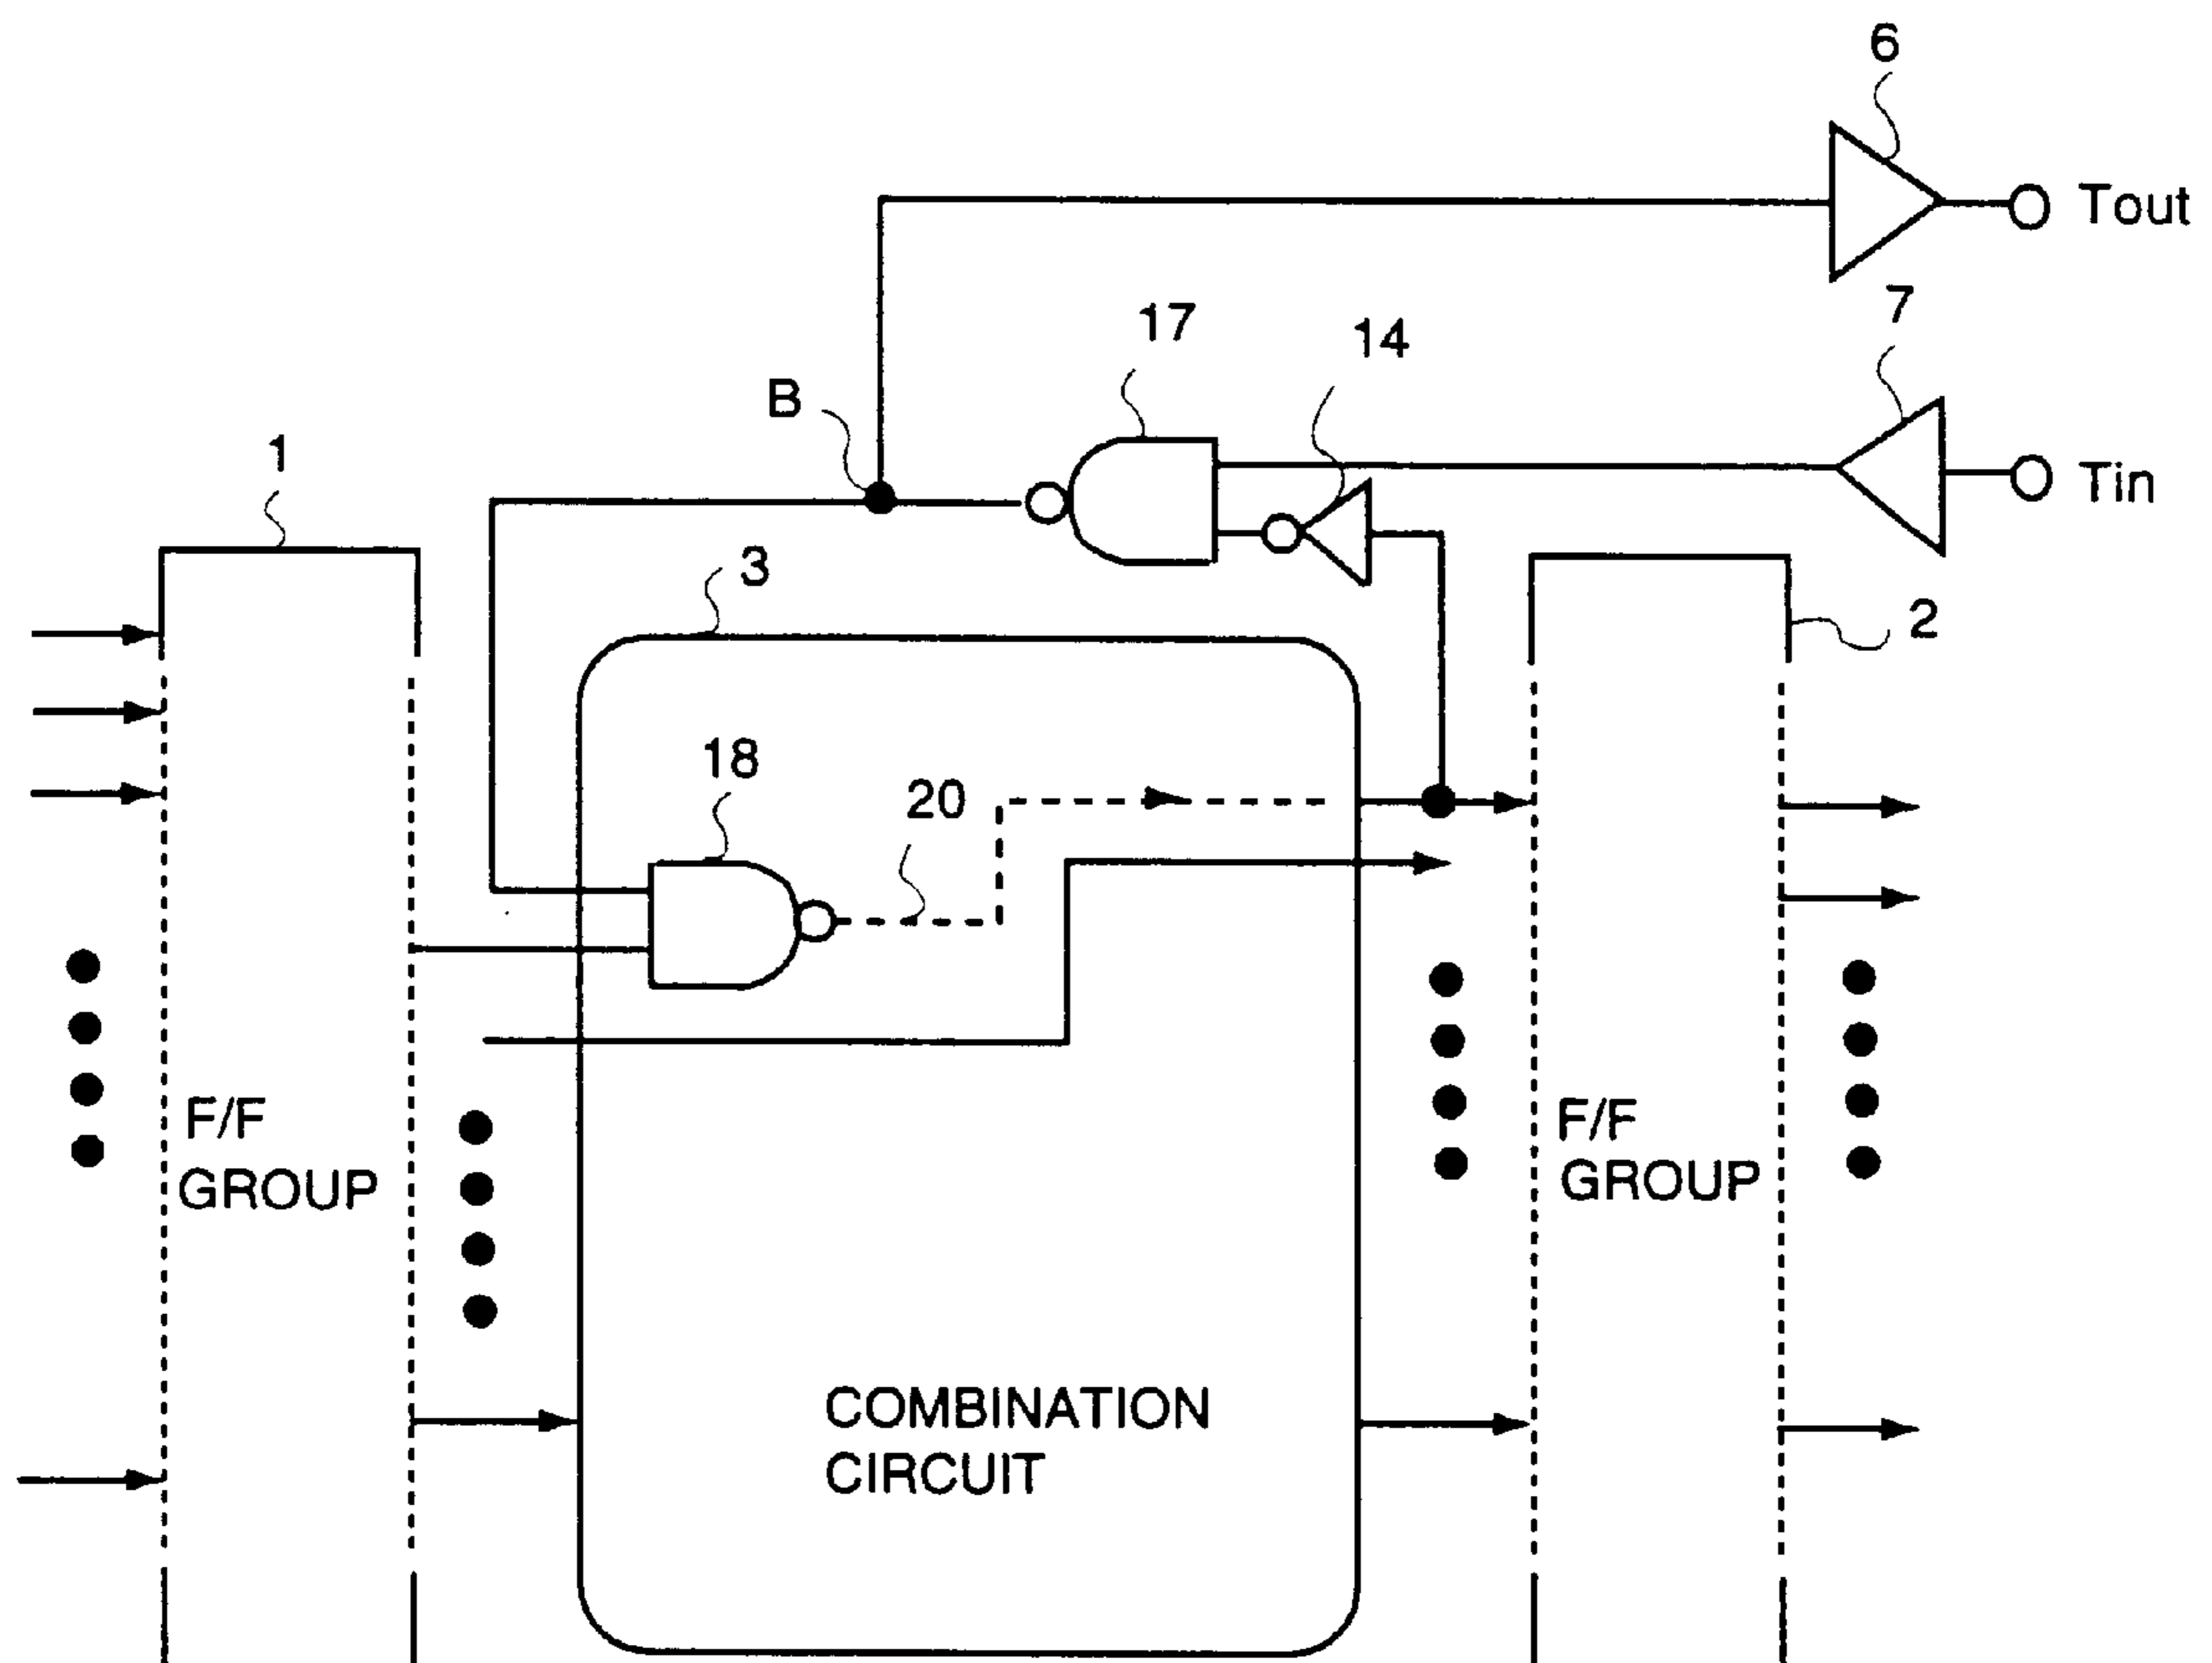 6
Tout
7
17
14
Tin
B
1
3
2
18
20
F/F
GROUP
F/F
GROUP
COMBINATION
CIRCUIT